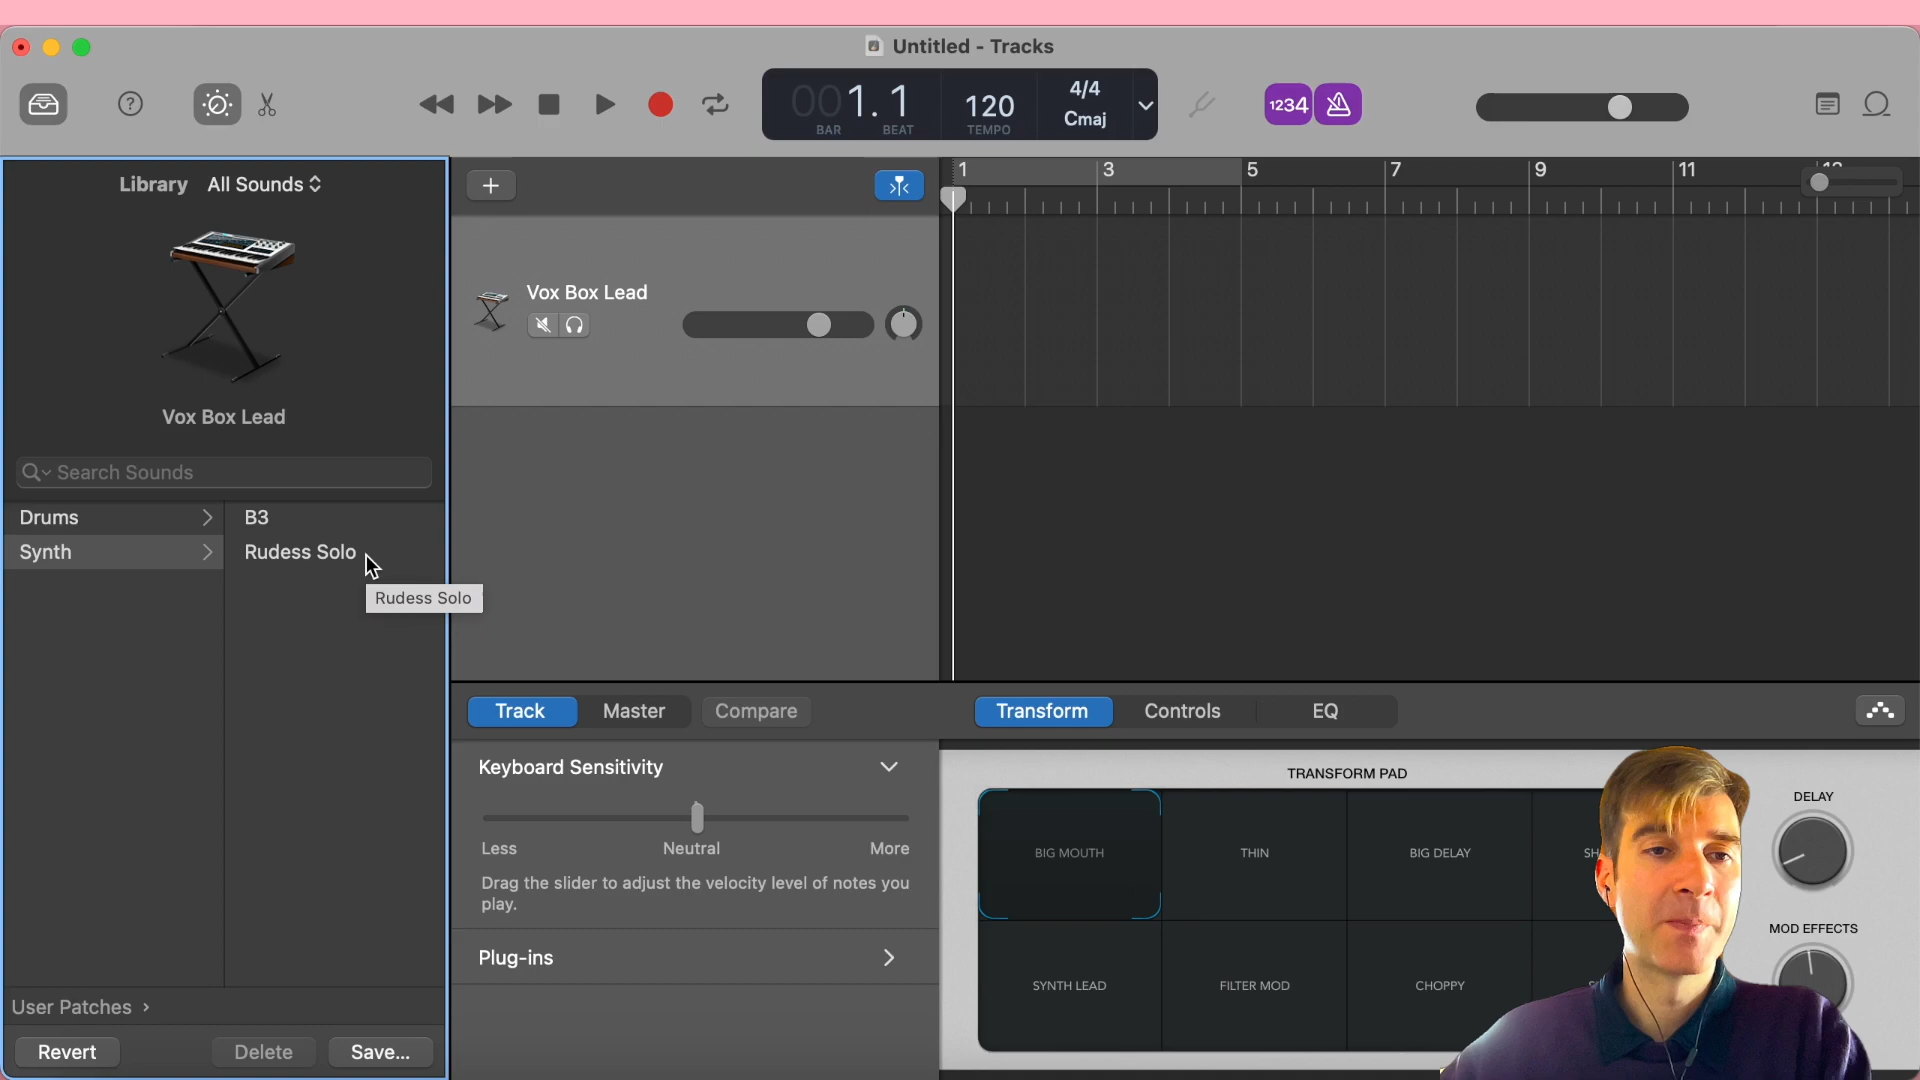 Untitled - Tracks
001. 1
BAR
BEAT
120
TEMPO
4/4
Cmaj
1234
Library
All Sounds
Vox Box Lead
Search Sounds
Drums
B3
Synth
Rudess Solo
Rudess Solo
User Patches
Revert
Delete
Save...
1
3
5
7
9
11
Vox Box Lead
Track
Master
Compare
Transform
Controls
EQ
Keyboard Sensitivity
Less
Neutral
More
Drag the slider to adjust the velocity level of notes you
play.
Plug-ins
TRANSFORM PAD
BIG MOUTH
THIN
BIG DELAY
SYNTH LEAD
FILTER MOD
CHOPPY
DELAY
MOD EFFECTS